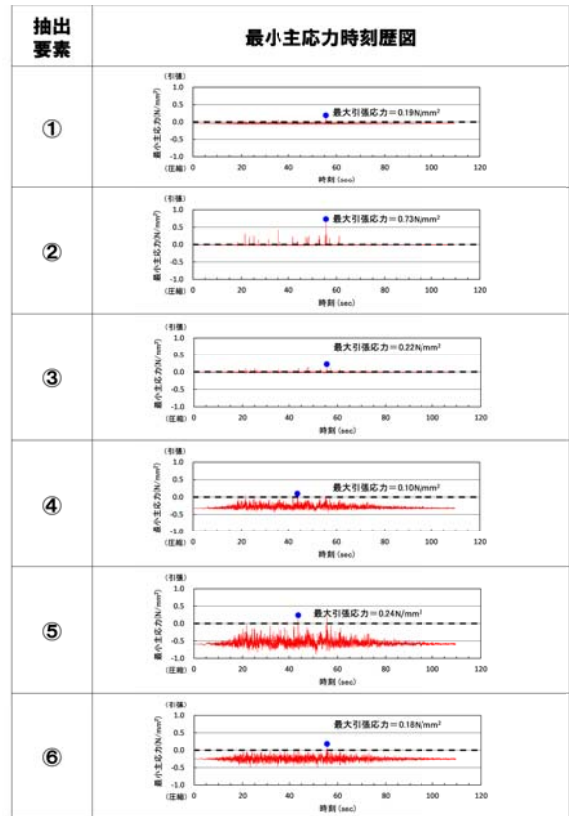 抽出
要素
最小主応力時刻歴図
①
(引張)
最小主応力(N/mm²)
1.0
0.5
0.0
-0.5
-1.0
(圧縮)
最大引張応力=0.19N/mm²
0 20 40 60 80 100 120
時刻(sec)
②
(引張)
最小主応力(N/mm²)
1.0
0.5
0.0
-0.5
-1.0
(圧縮)
最大引張応力=0.73N/mm²
0 20 40 60 80 100 120
時刻(sec)
③
(引張)
最小主応力(N/mm²)
1.0
0.5
0.0
-0.5
-1.0
(圧縮)
最大引張応力=0.22N/mm²
0 20 40 60 80 100 120
時刻(sec)
④
(引張)
最小主応力(N/mm²)
1.0
0.5
0.0
-0.5
-1.0
(圧縮)
最大引張応力=0.10N/mm²
0 20 40 60 80 100 120
時刻(sec)
⑤
(引張)
最小主応力(N/mm²)
1.0
0.5
0.0
-0.5
-1.0
(圧縮)
最大引張応力=0.24N/mm²
0 20 40 60 80 100 120
時刻(sec)
⑥
(引張)
最小主応力(N/mm²)
1.0
0.5
0.0
-0.5
-1.0
(圧縮)
最大引張応力=0.18N/mm²
0 20 40 60 80 100 120
時刻(sec)